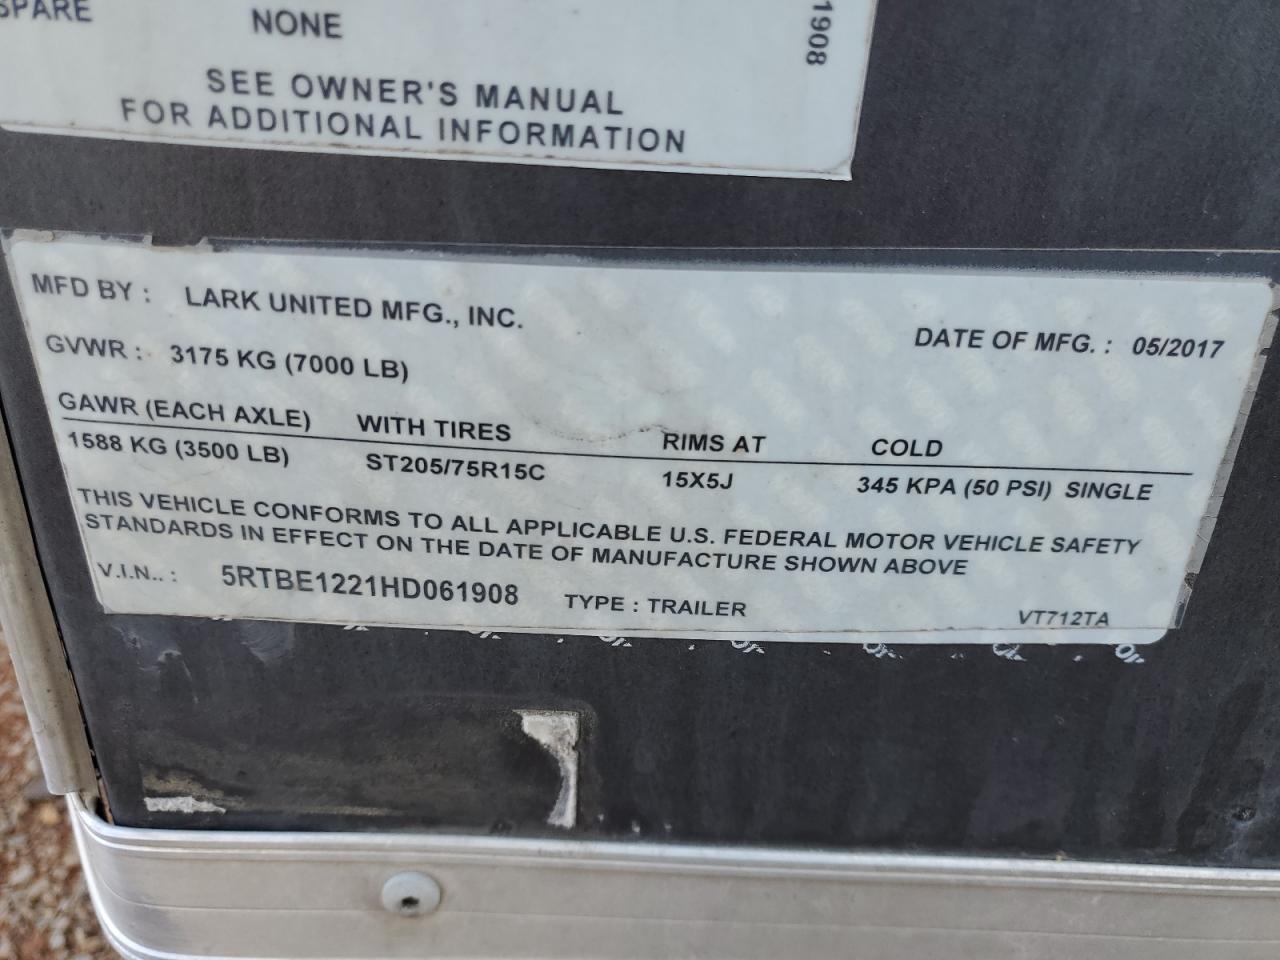 SPARE NONE
1908
SEE OWNER'S MANUAL
FOR ADDITIONAL INFORMATION
MFD BY : LARK UNITED MFG., INC.
DATE OF MFG. : 05/2017
GVWR : 3175 KG (7000 LB)
GAWR (EACH AXLE) WITH TIRES RIMS AT COLD
1588 KG (3500 LB) ST205/75R15C 15X5J 345 KPA (50 PSI) SINGLE
THIS VEHICLE CONFORMS TO ALL APPLICABLE U.S. FEDERAL MOTOR VEHICLE SAFETY
STANDARDS IN EFFECT ON THE DATE OF MANUFACTURE SHOWN ABOVE
V.I.N.. : 5RTBE1221HD061908 TYPE : TRAILER VT712TA